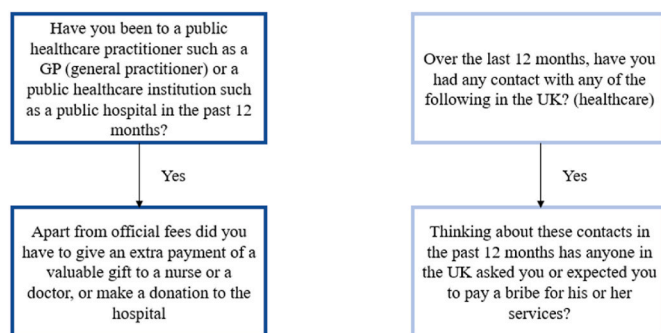 Have you been to a public
healthcare practitioner such as a
GP (general practitioner) or a
public healthcare institution such
as a public hospital in the past 12
months?
Yes
Apart from official fees did you
have to give an extra payment of a
valuable gift to a nurse or a
doctor, or make a donation to the
hospital
Over the last 12 months, have you
had any contact with any of the
following in the UK? (healthcare)
Yes
Thinking about these contacts in
the past 12 months has anyone in
the UK asked you or expected you
to pay a bribe for his or her
services?